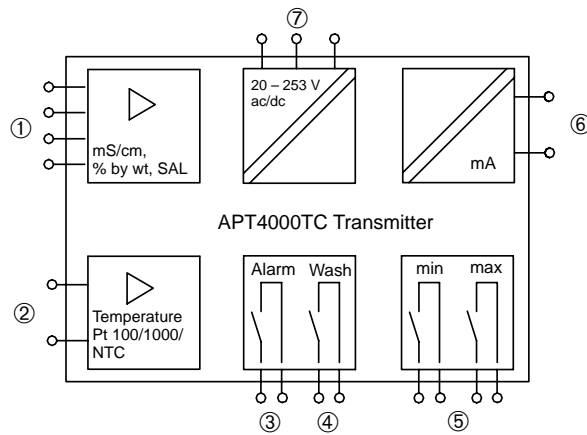 ⑦
20 – 253 V
ac/dc
①
mS/cm,
% by wt, SAL
mA
⑥
APT4000TC Transmitter
②
Temperature
Pt 100/1000/
NTC
Alarm Wash
min max
③ ④ ⑤